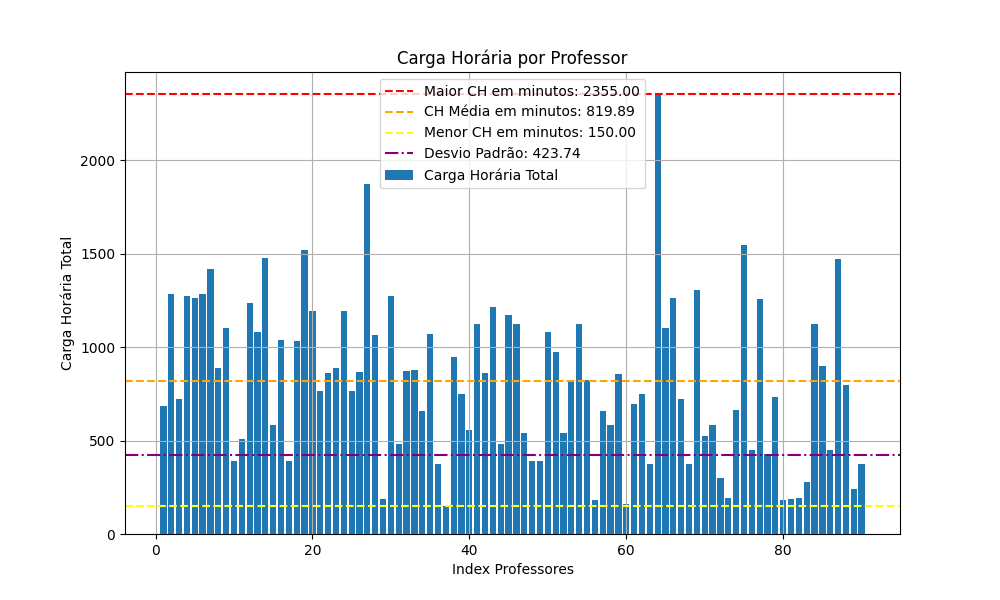 Carga Horária por Professor
Maior CH em minutos: 2355.00
CH Média em minutos: 819.89
Menor CH em minutos: 150.00
Desvio Padrão: 423.74
Carga Horária Total
Carga Horária Total
2000
1500
1000
500
0
0 20 40 60 80
Index Professores